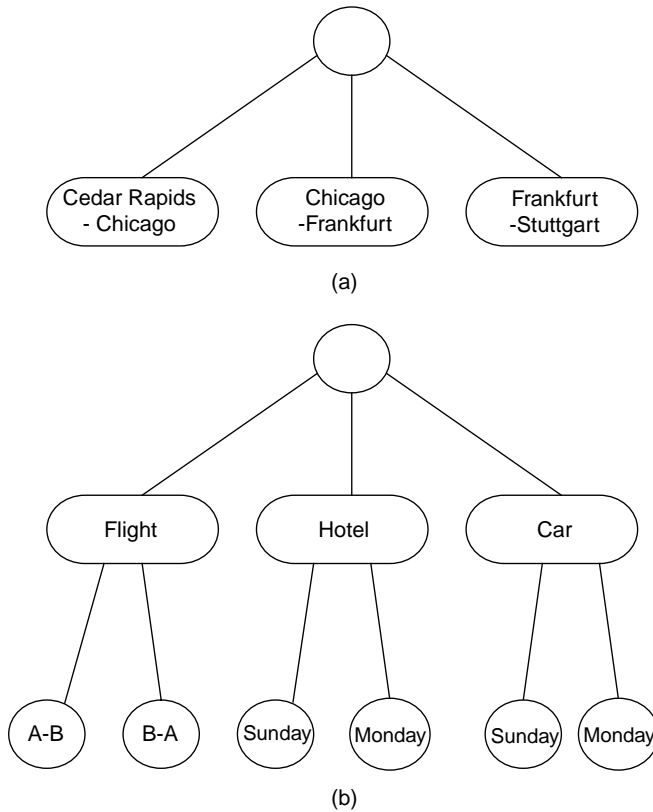 Cedar Rapids
- Chicago
Chicago
-Frankfurt
Frankfurt
-Stuttgart
(a)
Flight
Hotel
Car
A-B
B-A
Sunday
Monday
Sunday
Monday
(b)